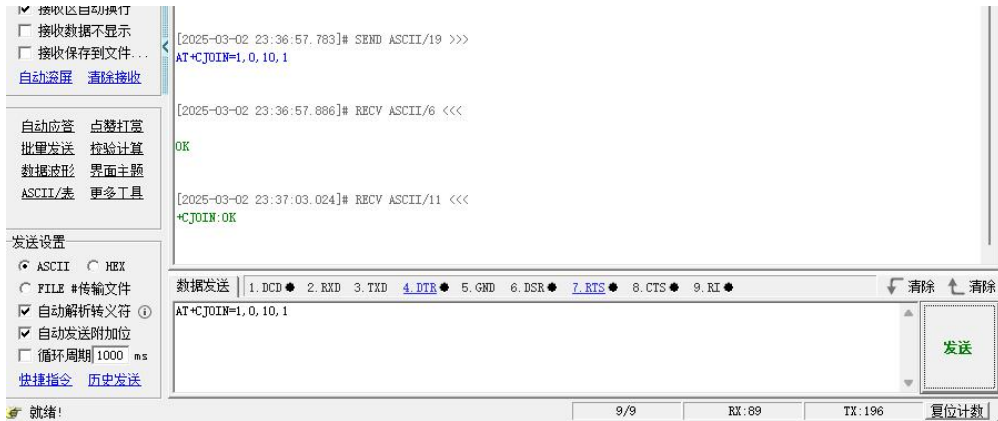 接收区自动换行
接收数据不显示
接收保存到文件...
自动滚屏 清除接收
自动应答 点赞打赏
批量发送 校验计算
数据波形 界面主题
ASCII/表 更多工具
[2025-03-02 23:36:57.783]# SEND ASCII/19 >>>
AT+CJOIN=1,0,10,1
[2025-03-02 23:36:57.886]# RECV ASCII/6 <<<
OK
[2025-03-02 23:37:03.024]# RECV ASCII/11 <<<
+CJOIN:OK
发送设置
ASCII HEX
FILE #传输文件
自动解析转义符
自动发送附加位
循环周期 1000 ms
快捷指令 历史发送
数据发送 1.DCD 2.RXD 3.TXD 4.DTR 5.GND 6.DSR 7.RTS 8.CTS 9.RI 清除 清除
AT+CJOIN=1,0,10,1
发送
就绪! 9/9 RX:89 TX:196 复位计数